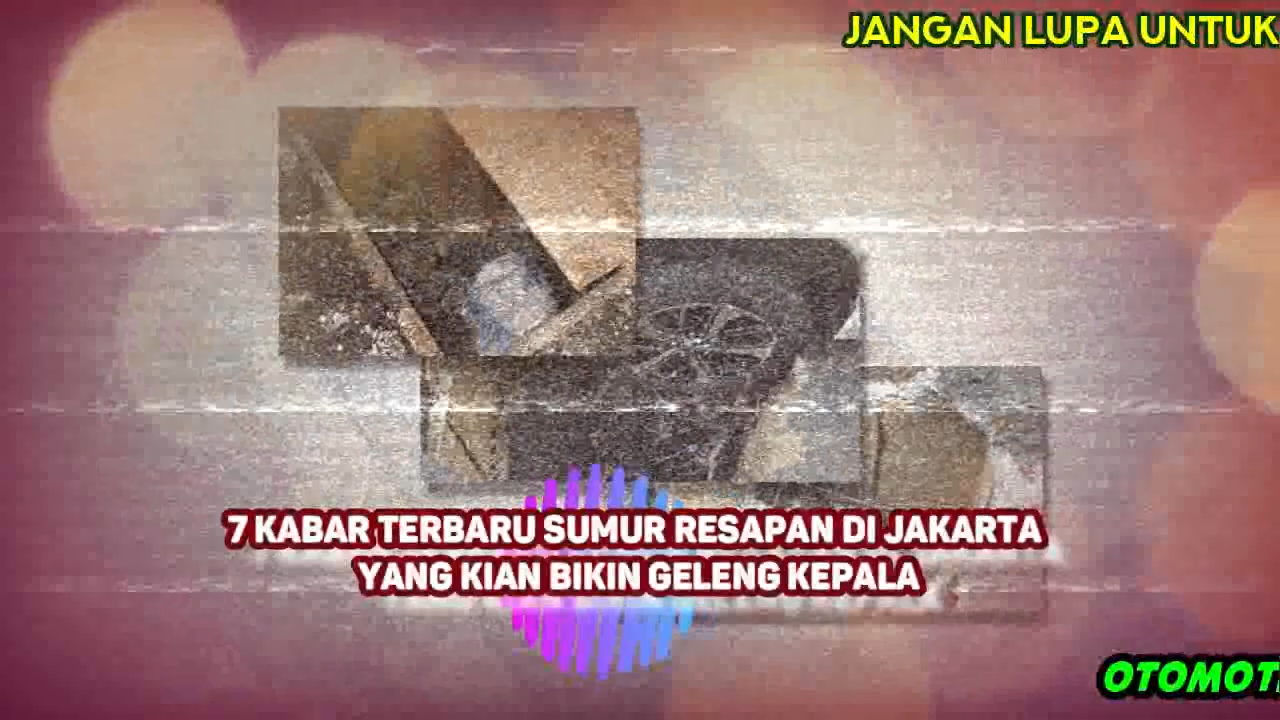 JANGAN LUPA UNTUK
7 KABAR TERBARU SUMUR RESAPAN DI JAKARTA
YANG KIAN BIKIN GELENG KEPALA
OTOMOT